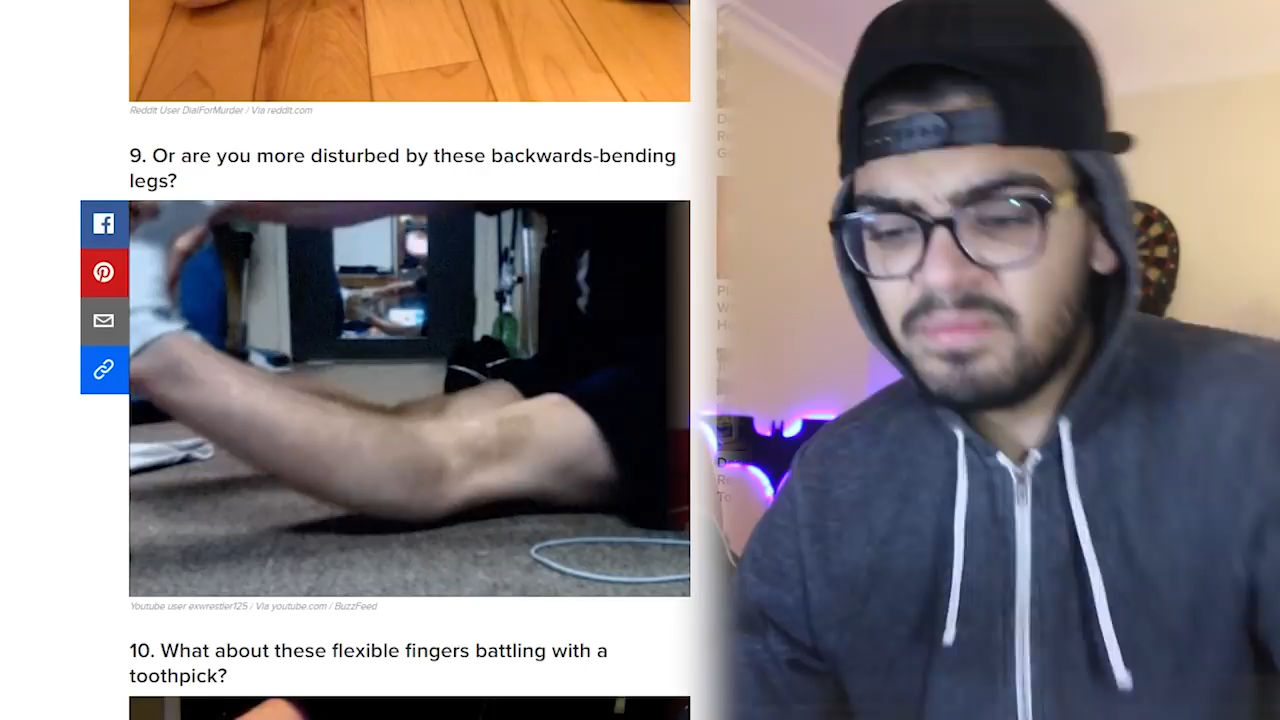 Reddit User DialForMurder / Via reddit.com
9. Or are you more disturbed by these backwards-bending
legs?
Youtube user exwrestler125 / Via youtube.com / BuzzFeed
10. What about these flexible fingers battling with a
toothpick?